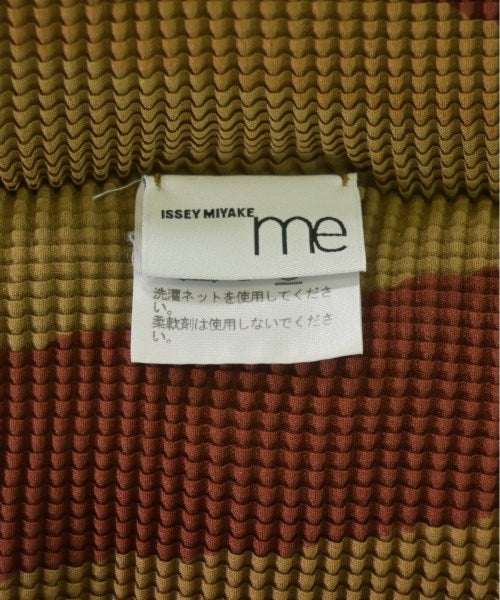 ISSEY MIYAKE
me
洗濯ネットを使用してくださ
い。
柔軟剤は使用しないでくださ
い。